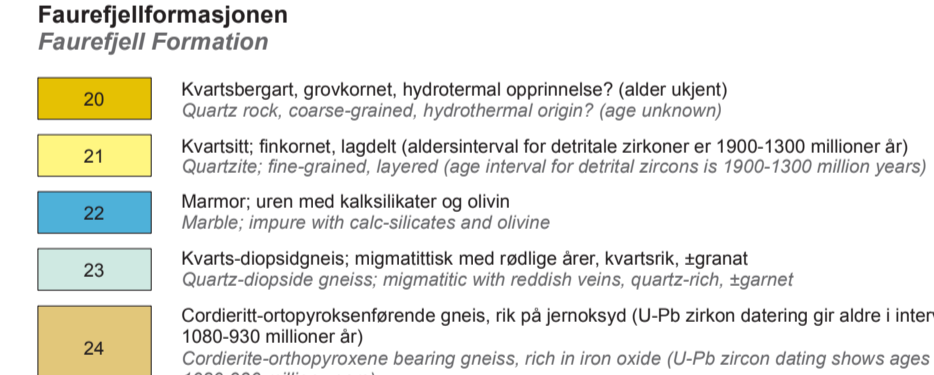 Faurefjellformasjonen
Faurefjell Formation
20
Kvartsbergart, grovkornet, hydrotermal opprinnelse? (alder ukjent)
Quartz rock, coarse-grained, hydrothermal origin? (age unknown)
21
Kvartsitt; finkornet, lagdelt (aldersinterval for detritale zirkoner er 1900-1300 millioner år)
Quartzite; fine-grained, layered (age interval for detrital zircons is 1900-1300 million years)
22
Marmor; uren med kalksilikater og olivin
Marble; impure with calc-silicates and olivine
23
Kvarts-diopsidgneis; migmatittisk med rødlige årer, kvartsrik, ±granat
Quartz-diopside gneiss; migmatitic with reddish veins, quartz-rich, ±garnet
24
Cordieritt-ortopyroksenførende gneis, rik på jernoksyd (U-Pb zirkon datering gir aldre i
1080-930 millioner år)
Cordierite-orthopyroxene bearing gneiss, rich in iron oxide (U-Pb zircon dating shows ages